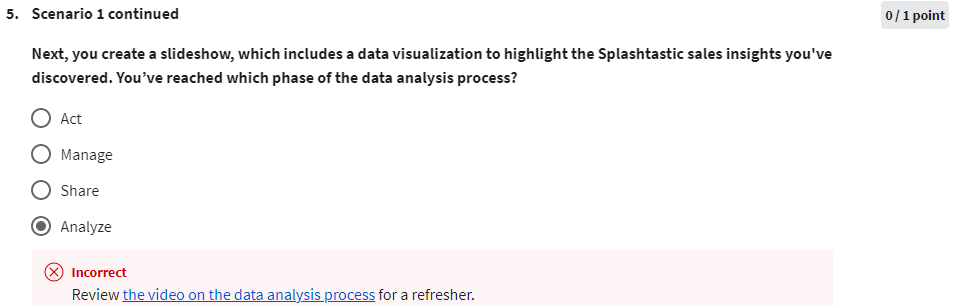 5. Scenario 1 continued
0 / 1 point
Next, you create a slideshow, which includes a data visualization to highlight the Splashtastic sales insights you've
discovered. You’ve reached which phase of the data analysis process?
Act
Manage
Share
Analyze
Incorrect
Review the video on the data analysis process for a refresher.